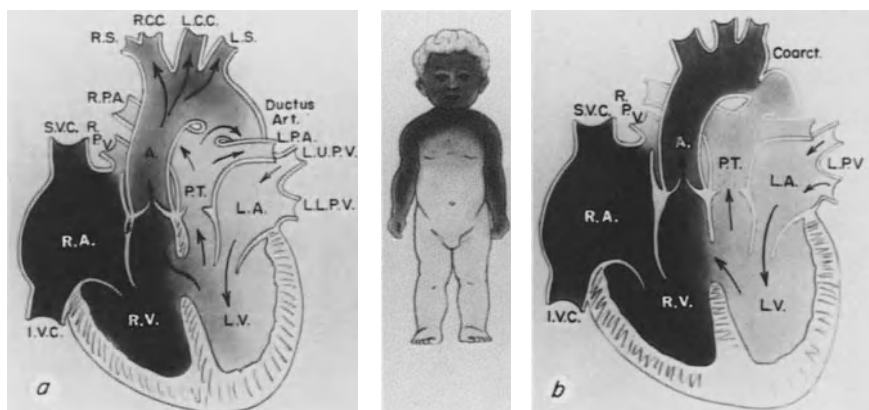 R.C.C. L.C.C.
R.S. L.S.
R.P.A. Ductus
Art.
S.V.C. R. L.P.A.
P.V. A. L.U.P.V.
P.T.
L.A. L.L.P.V.
R.A.
R.V. L.V.
I.V.C.
a
Coarct.
R.
S.V.C. P.V.
A. P.T. L.P.V
L.A.
R.A.
R.V. L.V.
I.V.C.
b